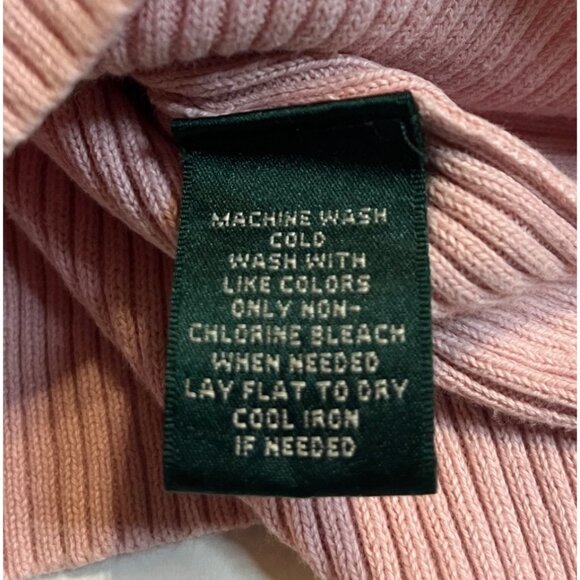 MACHINE WASH
COLD
WASH WITH
LIKE COLORS
ONLY NON-
CHLORINE BLEACH
WHEN NEEDED
LAY FLAT TO DRY
COOL IRON
IF NEEDED